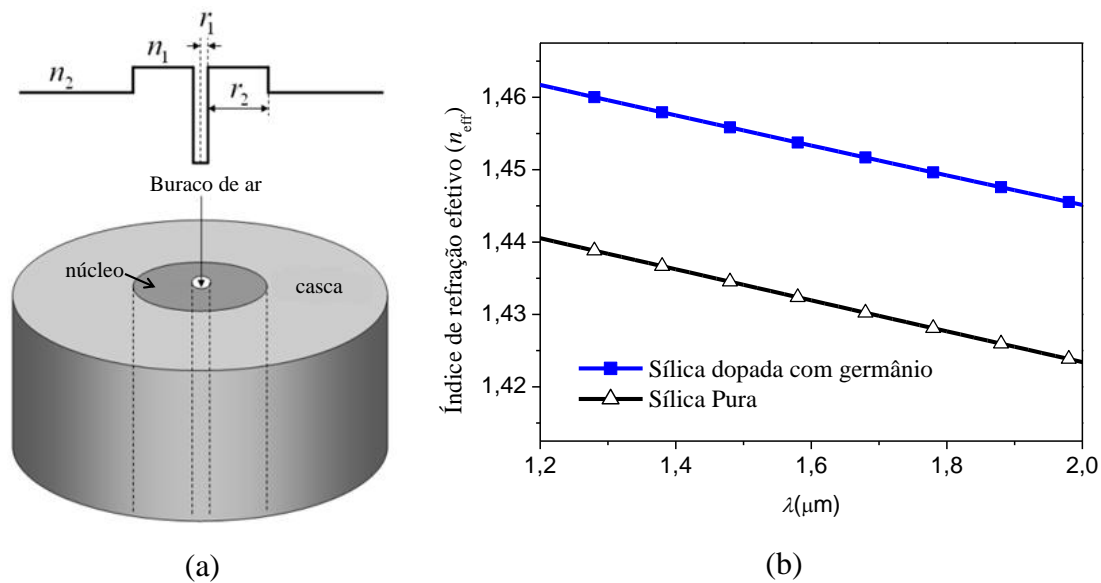 r₁
n₁
n₂
r₂
Buraco de ar
núcleo
casca
(a)
Índice de refração efetivo (n_eff)
1,46
1,45
1,44
1,43
1,42
Sílica dopada com germânio
Sílica Pura
1,2 1,4 1,6 1,8 2,0
λ(μm)
(b)